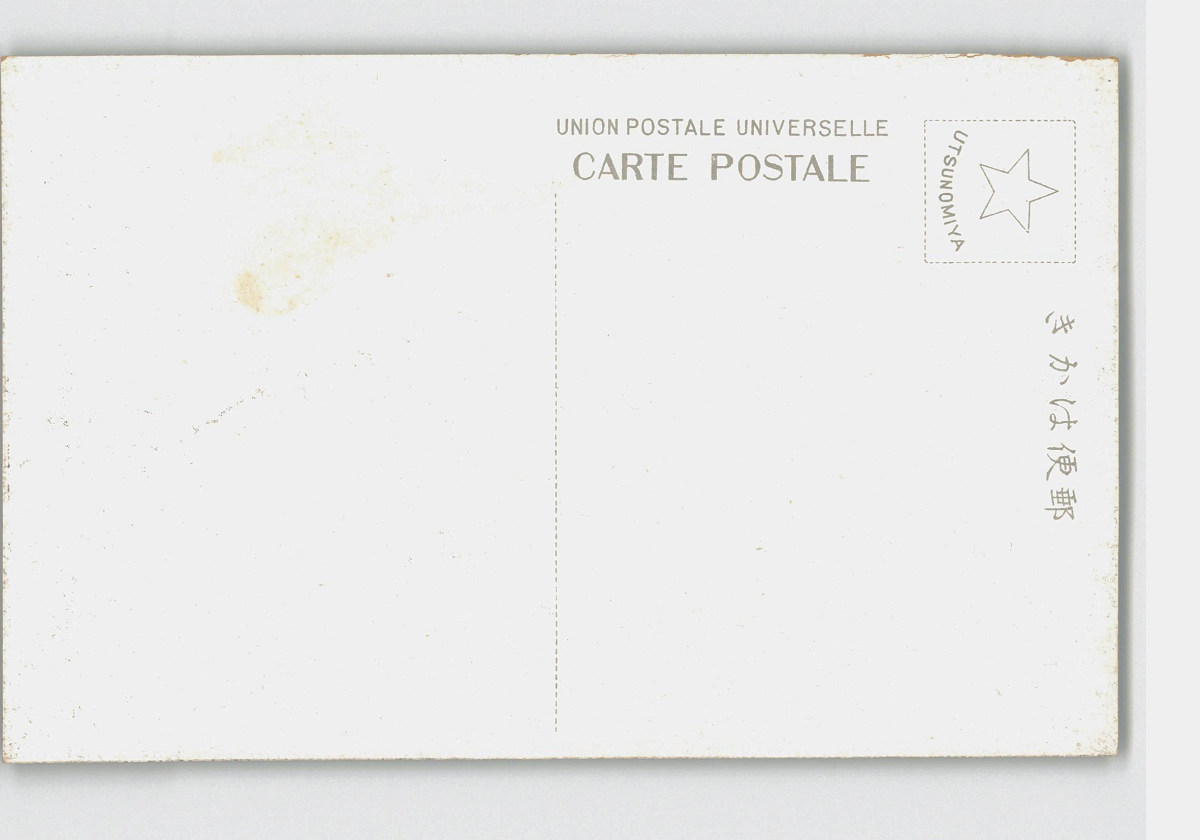 UNION POSTALE UNIVERSELLE
CARTE POSTALE
UTSUNOMIYA
きかは便郵